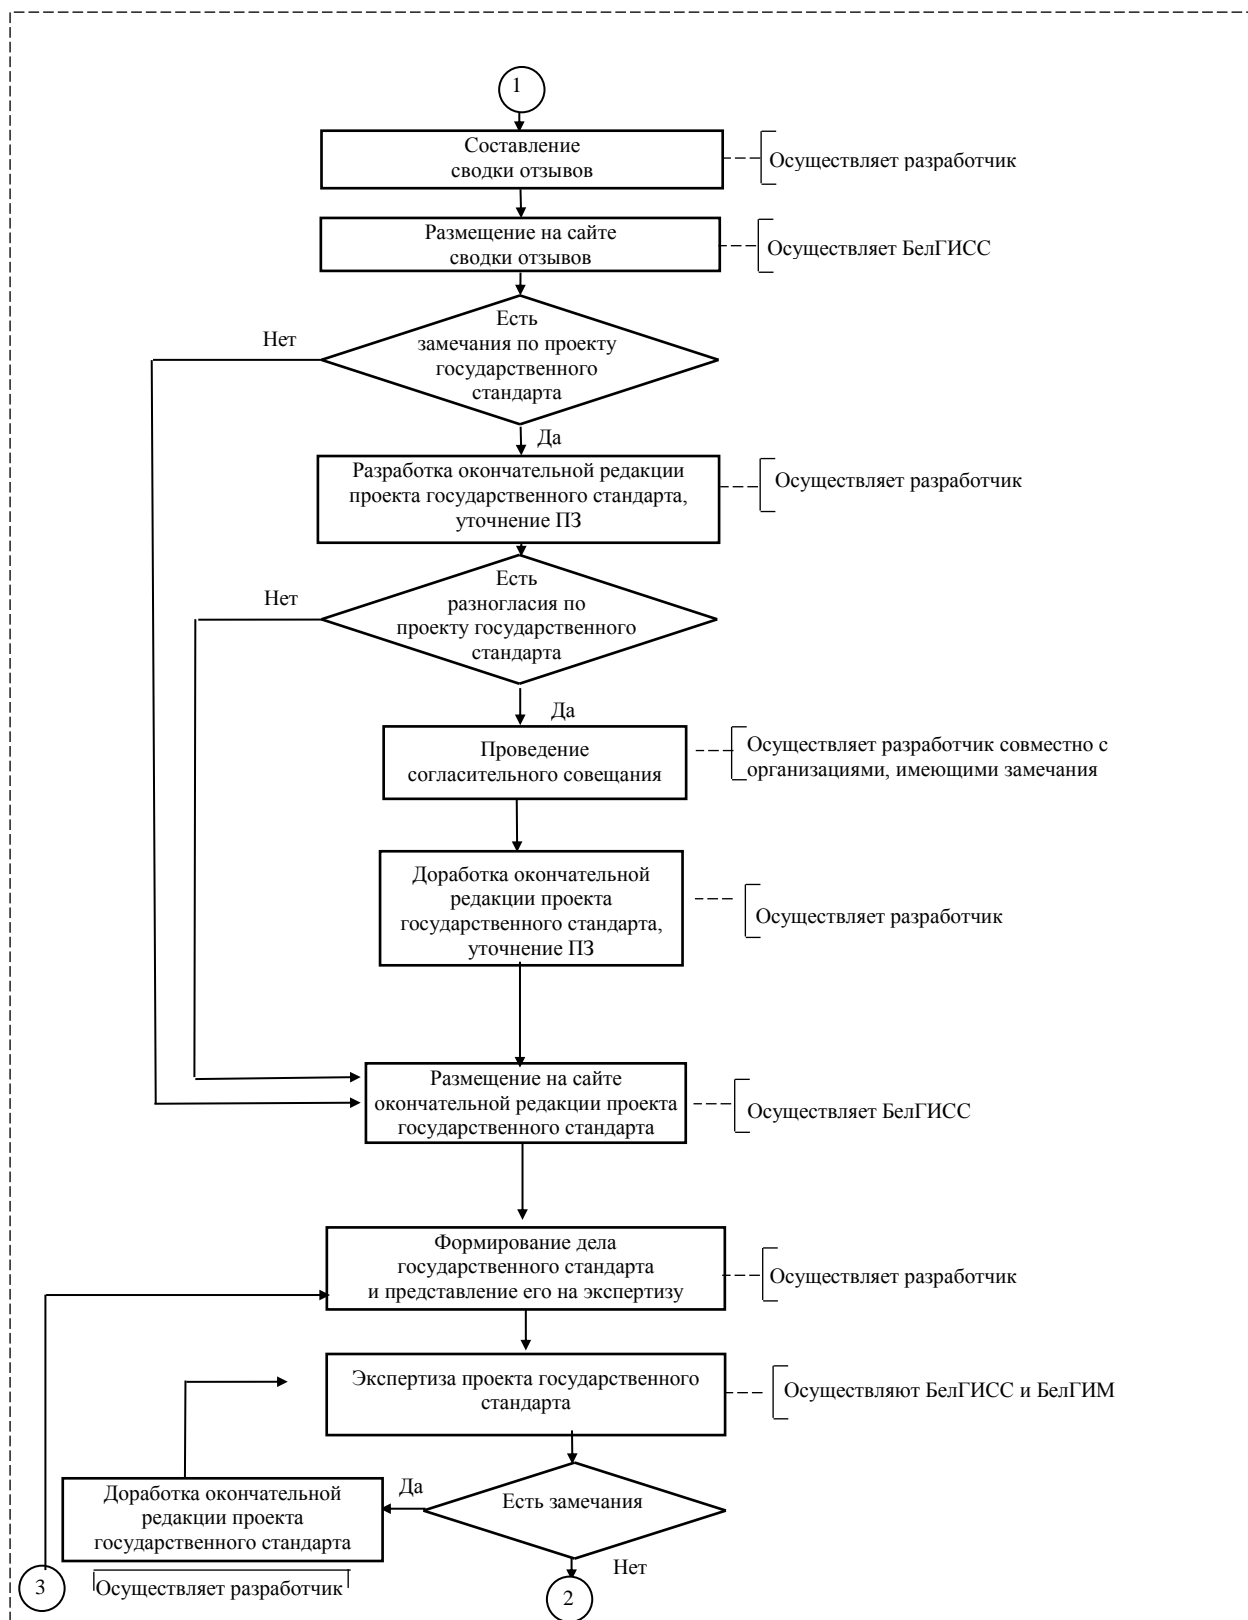 1
Составление
сводки отзывов
Осуществляет разработчик
Размещение на сайте
сводки отзывов
Осуществляет БелГИСС
Есть
замечания по проекту
государственного
стандарта
Нет
Да
Разработка окончательной редакции
проекта государственного стандарта,
уточнение ПЗ
Осуществляет разработчик
Есть
разногласия по
проекту государственного
стандарта
Нет
Да
Проведение
согласительного совещания
Осуществляет разработчик совместно с
организациями, имеющими замечания
Доработка окончательной
редакции проекта
государственного стандарта,
уточнение ПЗ
Осуществляет разработчик
Размещение на сайте
окончательной редакции проекта
государственного стандарта
Осуществляет БелГИСС
Формирование дела
государственного стандарта
и представление его на экспертизу
Осуществляет разработчик
Экспертиза проекта государственного
стандарта
Осуществляют БелГИСС и БелГИМ
Есть замечания
Да
Доработка окончательной
редакции проекта
государственного стандарта
Осуществляет разработчик
Нет
3
2